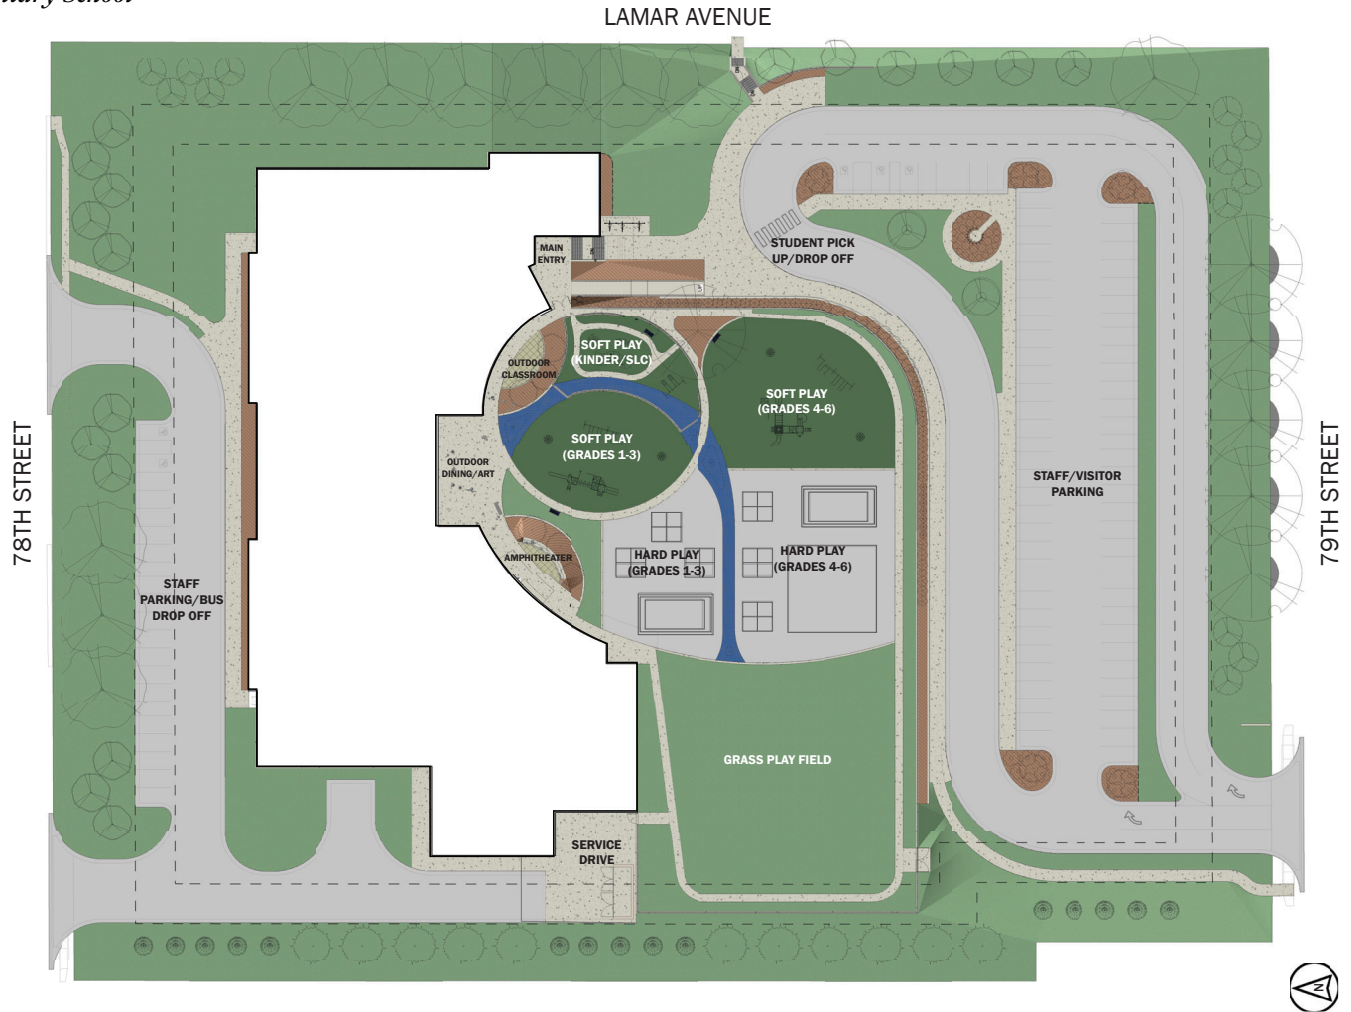 School
LAMAR AVENUE
MAIN
ENTRY
STUDENT PICK
UP/DROP OFF
OUTDOOR
CLASSROOM
SOFT PLAY
(KINDER/SLC)
SOFT PLAY
(GRADES 4-6)
SOFT PLAY
(GRADES 1-3)
OUTDOOR
DINING/ART
STAFF/VISITOR
PARKING
78TH STREET
79TH STREET
AMPHITHEATER
HARD PLAY
(GRADES 1-3)
HARD PLAY
(GRADES 4-6)
STAFF
PARKING/BUS
DROP OFF
GRASS PLAY FIELD
SERVICE
DRIVE
N